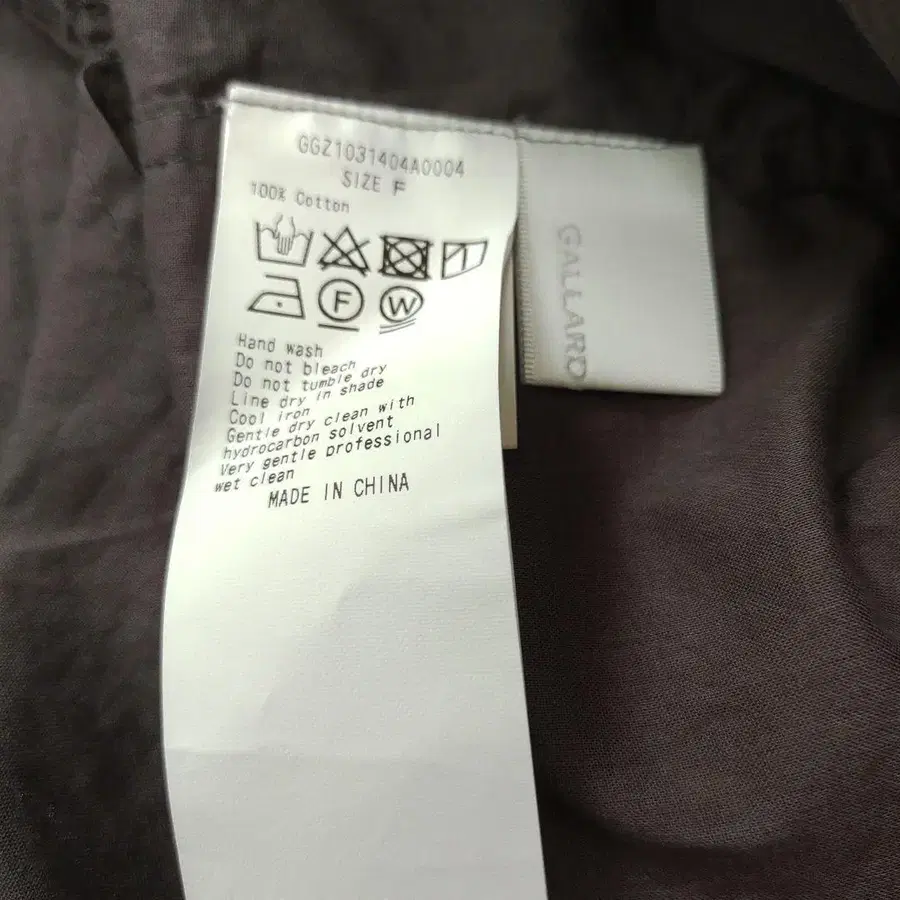 GGZ1031404A0004
SIZE F
100% Cotton
F
W
Hand wash
Do not bleach
Do not tumble dry
Line dry in shade
Cool iron
Gentle dry clean with
hydrocarbon solvent
Very gentle professional
wet clean
MADE IN CHINA
GALLARD